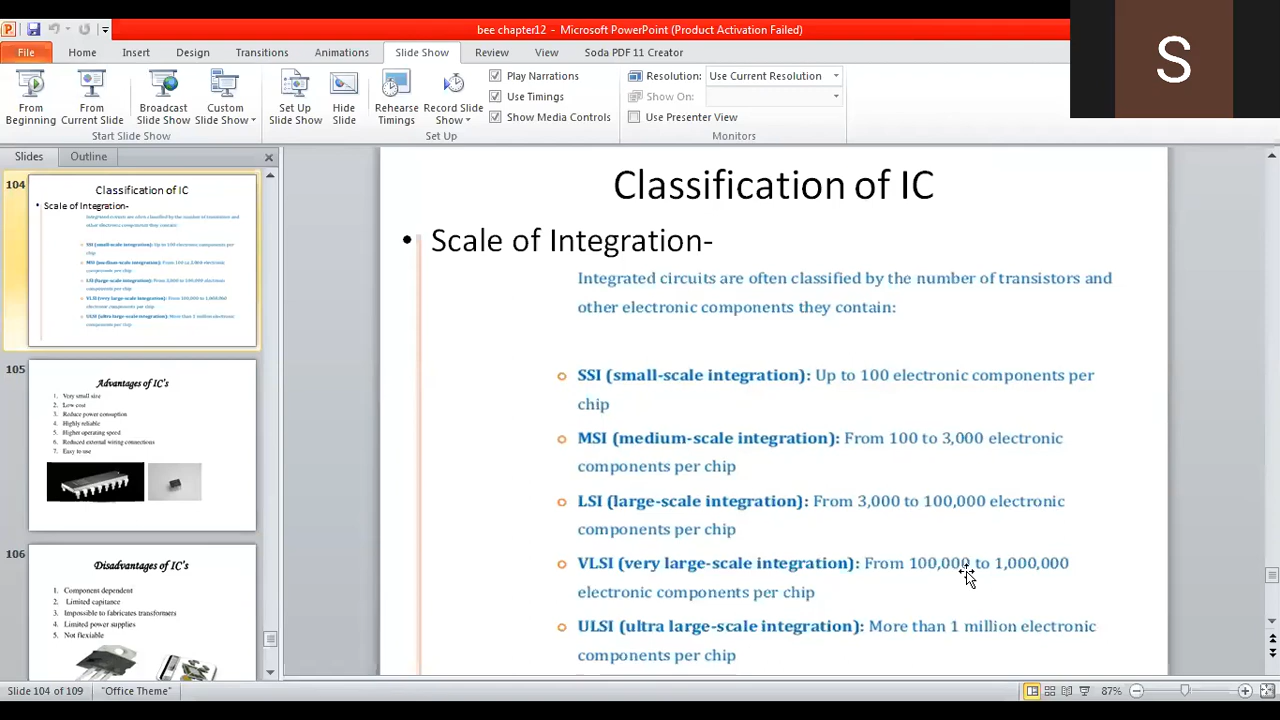 bee chapter12 - Microsoft PowerPoint (Product Activation Failed)
File Home Insert Design Transitions Animations Slide Show Review View Soda PDF 11 Creator
S
From Beginning
From Current Slide
Broadcast Slide Show
Custom Slide Show
Set Up Slide Show
Hide Slide
Rehearse Timings
Record Slide Show
Play Narrations
Use Timings
Show Media Controls
Resolution: Use Current Resolution
Show On:
Use Presenter View
Start Slide Show
Set Up
Monitors
Slides Outline
104
Classification of IC
• Scale of Integration-
Integrated circuits are often classified by the number of transistors and
other electronic components they contain:
SSI (small-scale integration): Up to 100 electronic components per
chip
MSI (medium-scale integration): From 100 to 3,000 electronic
components per chip
LSI (large-scale integration): From 3,000 to 100,000 electronic
components per chip
VLSI (very large-scale integration): From 100,000 to 1,000,000
electronic components per chip
ULSI (ultra large-scale integration): More than 1 million electronic
components per chip
105
Advantages of IC's
1. Very small size
2. Low cost
3. Reduce power consuption
4. Highly reliable
5. Higher operating speed
6. Reduced external wiring connections
7. Easy to use
106
Disadvantages of IC's
1. Component dependent
2. Limited capitance
3. Impossible to fabricates transformers
4. Limited power supplies
5. Not flexiable
Classification of IC
• Scale of Integration-
Integrated circuits are often classified by the number of transistors and
other electronic components they contain:
SSI (small-scale integration): Up to 100 electronic components per
chip
MSI (medium-scale integration): From 100 to 3,000 electronic
components per chip
LSI (large-scale integration): From 3,000 to 100,000 electronic
components per chip
VLSI (very large-scale integration): From 100,000 to 1,000,000
electronic components per chip
ULSI (ultra large-scale integration): More than 1 million electronic
components per chip
Slide 104 of 109 "Office Theme" 87%